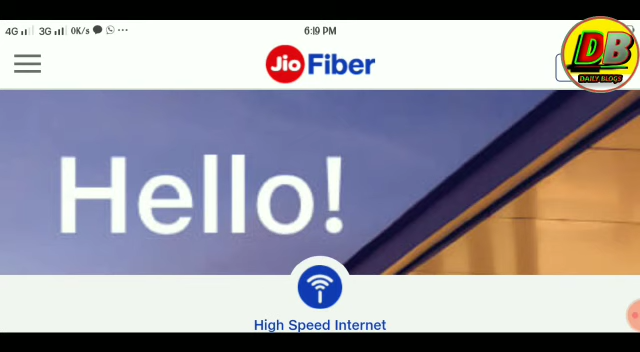 4G 3G 0K/s 6:19 PM
Jio Fiber
DB
DAILY BLOGS
Hello!
High Speed Internet